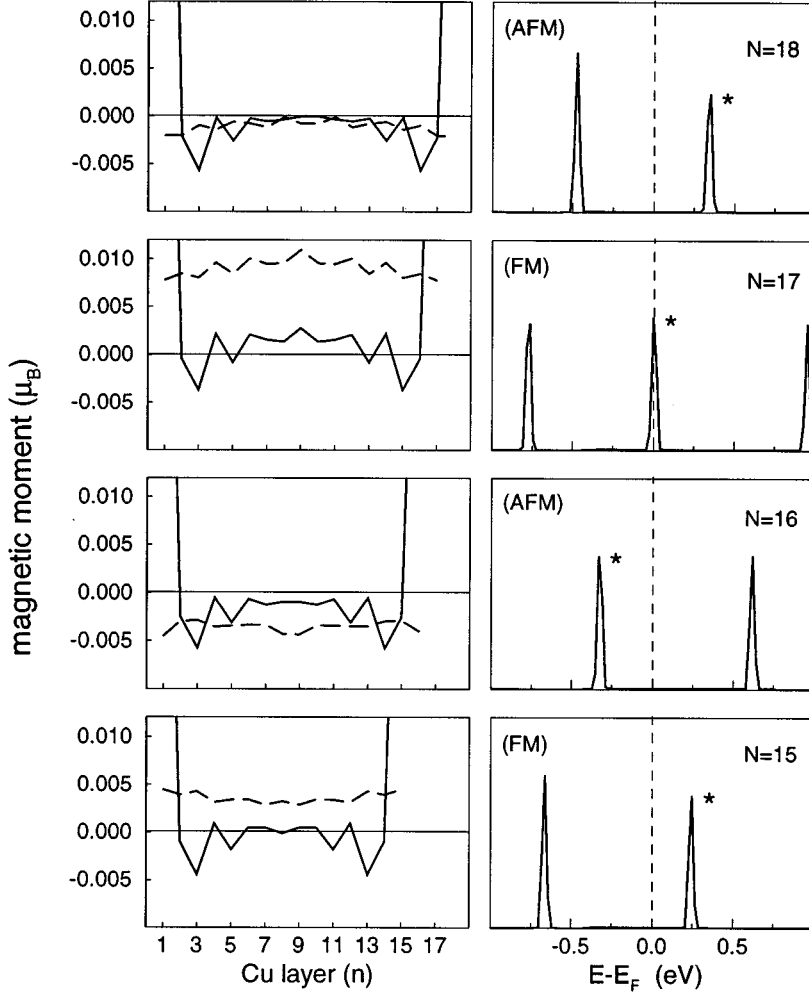 magnetic moment (μB)
0.010
0.005
0.000
-0.005
(AFM)
N=18
*
0.010
0.005
0.000
-0.005
(FM)
N=17
*
0.010
0.005
0.000
-0.005
(AFM)
N=16
*
0.010
0.005
0.000
-0.005
(FM)
N=15
*
1 3 5 7 9 11 13 15 17
Cu layer (n)
-0.5 0.0 0.5
E-EF (eV)